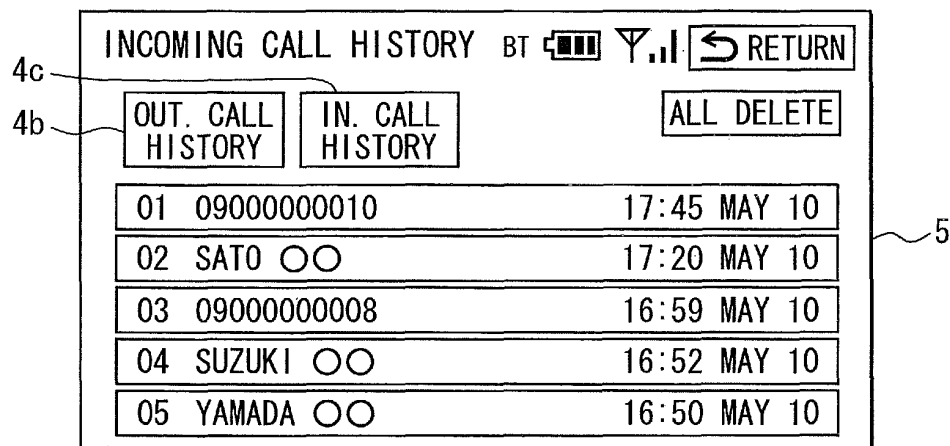 INCOMING CALL HISTORY BT RETURN
4c
4b
OUT. CALL HISTORY
IN. CALL HISTORY
ALL DELETE
01 09000000010 17:45 MAY 10
02 SATO ○○ 17:20 MAY 10
5
03 09000000008 16:59 MAY 10
04 SUZUKI ○○ 16:52 MAY 10
05 YAMADA ○○ 16:50 MAY 10